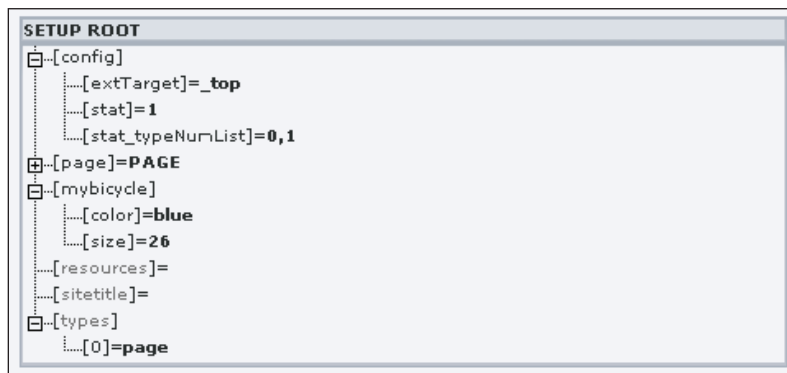 SETUP ROOT
[config]
[extTarget]=_top
[stat]=1
[stat_typeNumList]=0,1
[page]=PAGE
[mybicycle]
[color]=blue
[size]=26
[resources]=
[sitetitle]=
[types]
[0]=page